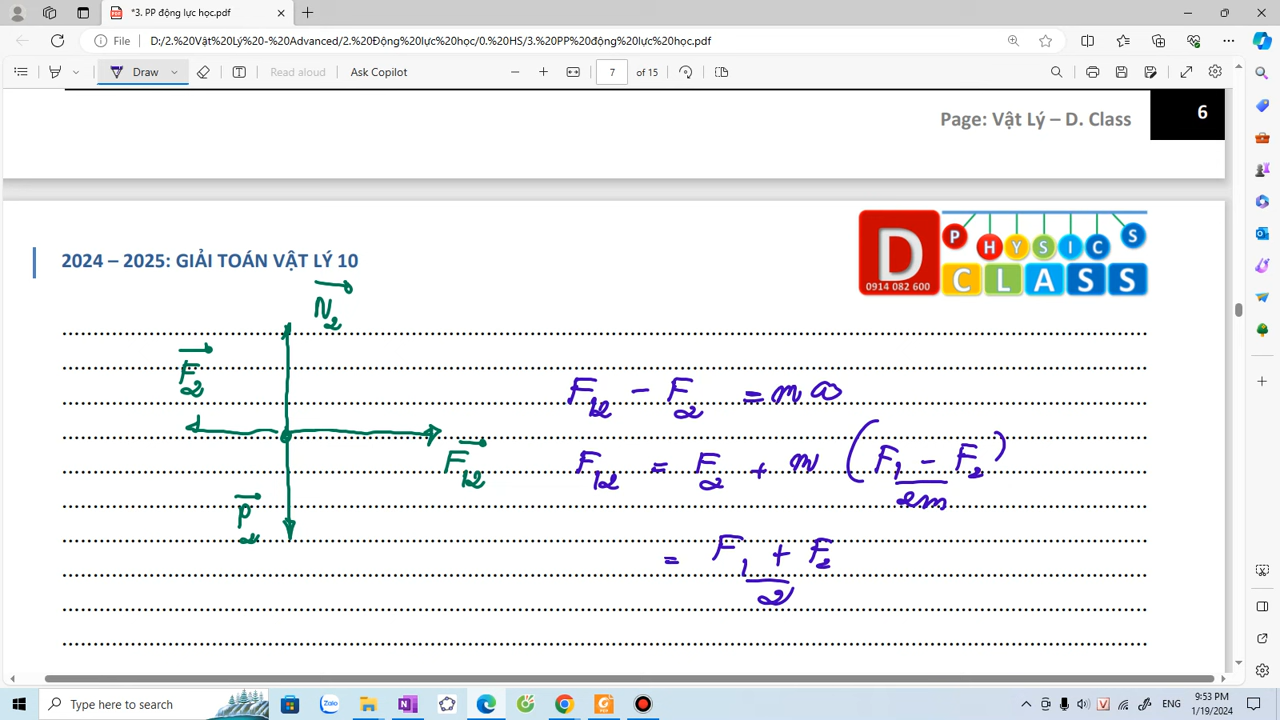 *3. PP động lực học.pdf
File D:/2.%20Vật%20Lý%20-%20Advanced/2.%20Động%20lực%20học/0.%20HS/3.%20PP%20động%20lực%20học.pdf
Draw Read aloud Ask Copilot 7 of 15
Page: Vật Lý – D. Class 6
2024 – 2025: GIẢI TOÁN VẬT LÝ 10
D PHYSICS
0914 082 600 CLASS
N₂
F₂
F₁₂ - F₂ = ma
F₁₂
F₁₂ = F₂ + m (F₁ - F₂)
2m
P₂
= F₁ + F₂
2
Type here to search Zalo ENG 9:53 PM
1/19/2024